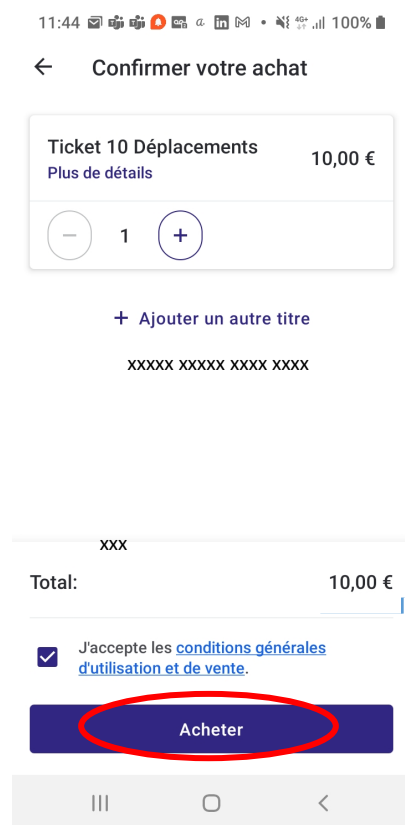 11:44 100%
Confirmer votre achat
Ticket 10 Déplacements
10,00 €
Plus de détails
1
+ Ajouter un autre titre
XXXXX XXXXX XXXX XXXX
XXX
Total: 10,00 €
J'accepte les conditions générales
d'utilisation et de vente.
Acheter